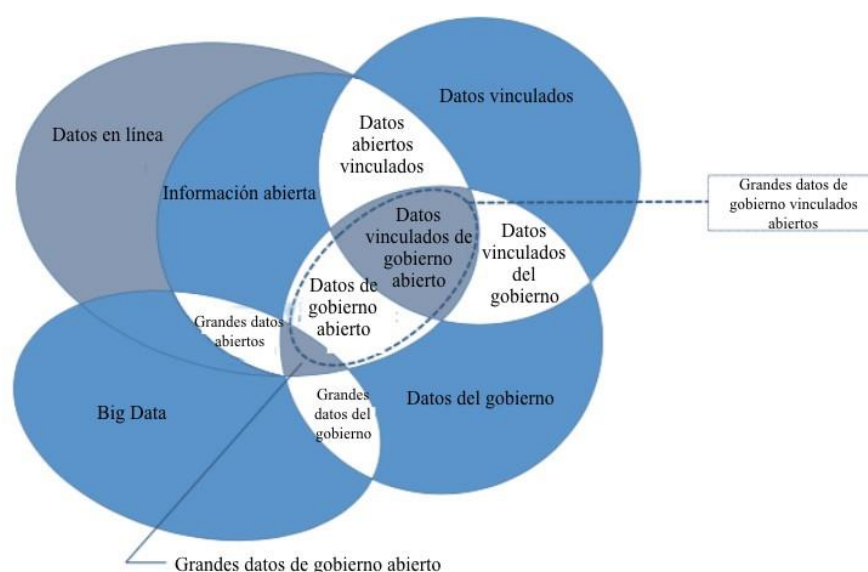 Datos en línea
Información abierta
Datos
abiertos
vinculados
Datos vinculados
Grandes datos de
gobierno vinculados
abiertos
Datos
vinculados de
gobierno
abierto
Datos
vinculados
del
gobierno
Datos de
gobierno
abierto
Grandes datos
abiertos
Big Data
Grandes
datos del
gobierno
Datos del gobierno
Grandes datos de gobierno abierto